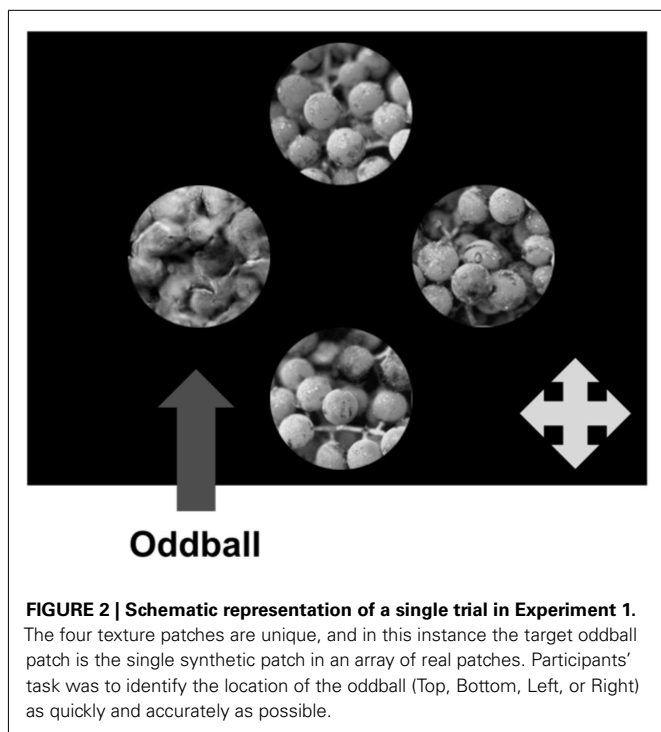 Oddball
FIGURE 2 | Schematic representation of a single trial in Experiment 1.
The four texture patches are unique, and in this instance the target oddball
patch is the single synthetic patch in an array of real patches. Participants’
task was to identify the location of the oddball (Top, Bottom, Left, or Right)
as quickly and accurately as possible.